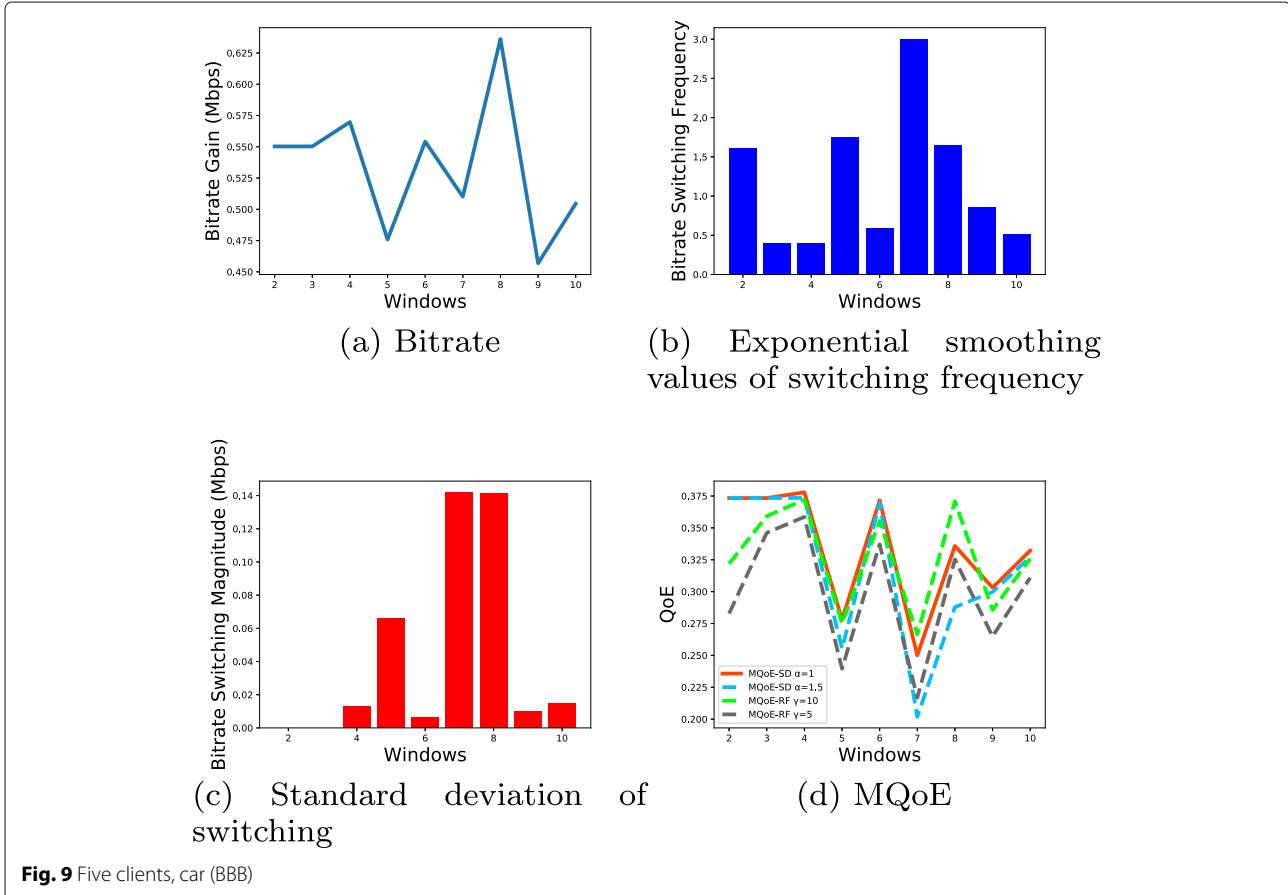 0.625
0.600
0.575
0.550
0.525
0.500
0.475
0.450
Bitrate Gain (Mbps)
2 3 4 5 6 7 8 9 10
Windows
(a) Bitrate
3.0
2.5
2.0
1.5
1.0
0.5
0.0
Bitrate Switching Frequency
2 4 6 8 10
Windows
(b) Exponential smoothing
values of switching frequency
0,14
0,12
0,10
0,08
0,06
0,04
0,02
0,00
Bitrate Switching Magnitude (Mbps)
2 4 6 8 10
Windows
(c) Standard deviation of
switching
0.375
0.350
0.325
0.300
0.275
0.250
0.225
0.200
QoE
MQoE-SD α=1
MQoE-SD α=1,5
MQoE-RF γ=10
MQoE-RF γ=5
2 3 4 5 6 7 8 9 10
Windows
(d) MQoE
Fig. 9 Five clients, car (BBB)